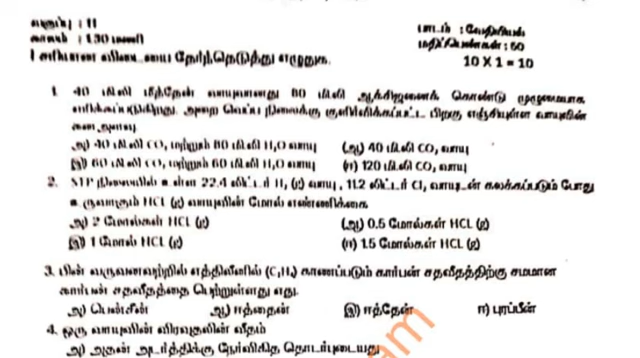 வகுப்பு : 11
பாடம் : வேதியியல்
காலம் : 1.30 மணி
மதிப்பெண்கள் : 50
I சரியான விடையை தேர்ந்தெடுத்து எழுதுக.
10 X 1 = 10
1. 40 மி.லி மீத்தேன் வாயுவானது 80 மி.லி ஆக்சிஜனைக் கொண்டு முழுமையாக
எரிக்கப்படுகிறது. அறை வெப்ப நிலைக்கு குளிர்விக்கப்பட்ட பிறகு எஞ்சியுள்ள வாயுவின்
கன அளவு
அ) 40 மி.லி CO₂ மற்றும் 80 மி.லி H₂O வாயு (ஆ) 40 மி.லி CO₂ வாயு
(இ) 60 மி.லி CO₂ மற்றும் 60 மி.லி H₂O வாயு (ஈ) 120 மி.லி CO₂ வாயு
2. STP நிலையில் உள்ள 22.4 லிட்டர் H₂ (g) வாயு , 11.2 லிட்டர் Cl₂ வாயுடன் கலக்கப்படும் போது
உருவாகும் HCL (g) வாயுவின் மோல் எண்ணிக்கை
அ) 2 மோல்கள் HCL (g) (ஆ) 0.5 மோல்கள் HCL (g)
(இ) 1 மோல் HCL (g) (ஈ) 1.5 மோல்கள் HCL (g)
3. பின் வருவனவற்றில் எத்திலீனில் (C₂H₄) காணப்படும் கார்பன் சதவீதத்திற்கு சமமான
கார்பன் சதவீதத்தை பெற்றுள்ளது எது.
அ) பென்சீன் ஆ) ஈத்தைன் இ) ஈத்தேன் ஈ) புரப்பீன்
4. ஒரு வாயுவின் விரவுதலின் வீதம்
அ) அதன் அடர்த்திக்கு நேர்விகித தொடர்புடையது